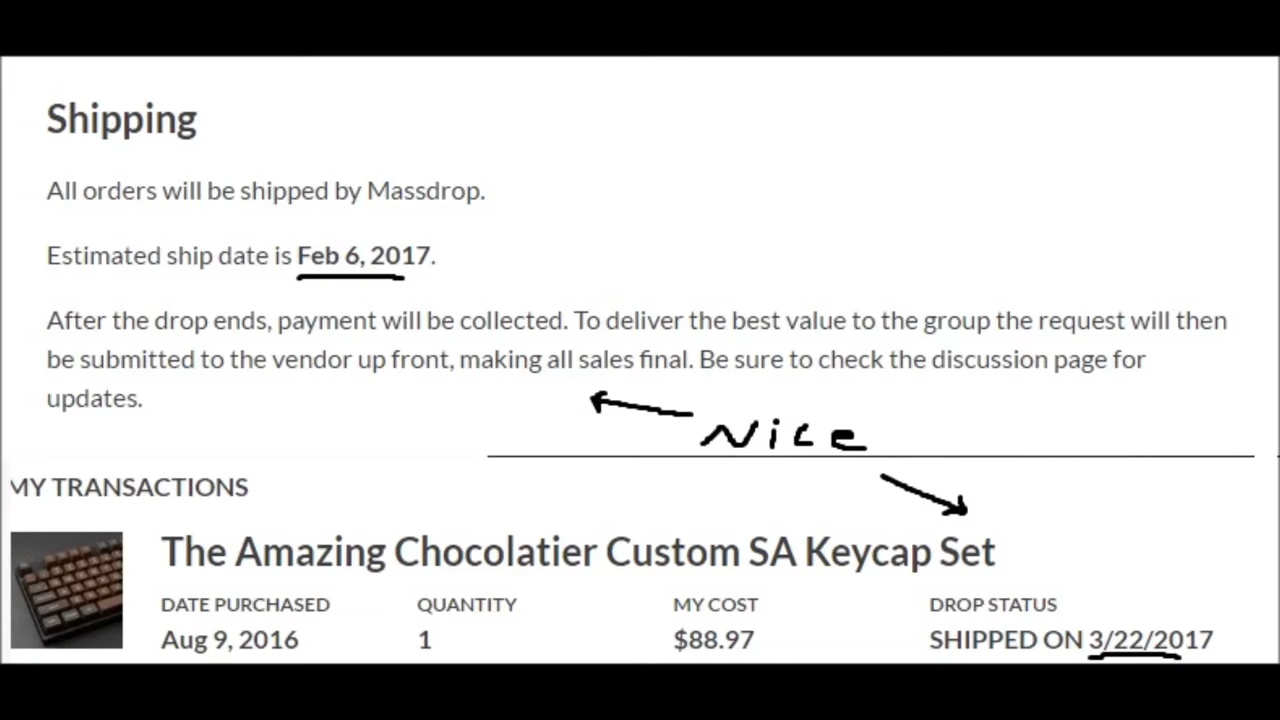 Shipping
All orders will be shipped by Massdrop.
Estimated ship date is Feb 6, 2017.
After the drop ends, payment will be collected. To deliver the best value to the group the request will then
be submitted to the vendor up front, making all sales final. Be sure to check the discussion page for
updates.
Nice
MY TRANSACTIONS
The Amazing Chocolatier Custom SA Keycap Set
DATE PURCHASED QUANTITY MY COST DROP STATUS
Aug 9, 2016 1 $88.97 SHIPPED ON 3/22/2017